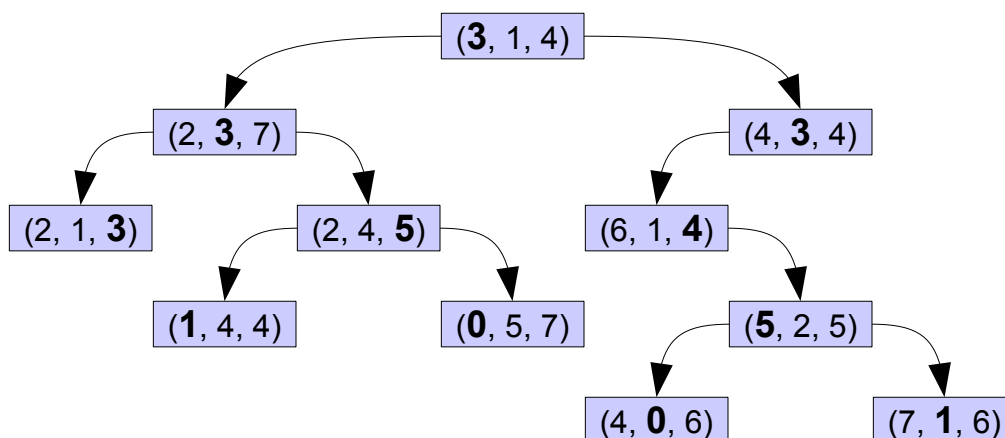 (3, 1, 4)
(2, 3, 7)
(4, 3, 4)
(2, 1, 3)
(2, 4, 5)
(6, 1, 4)
(1, 4, 4)
(0, 5, 7)
(5, 2, 5)
(4, 0, 6)
(7, 1, 6)